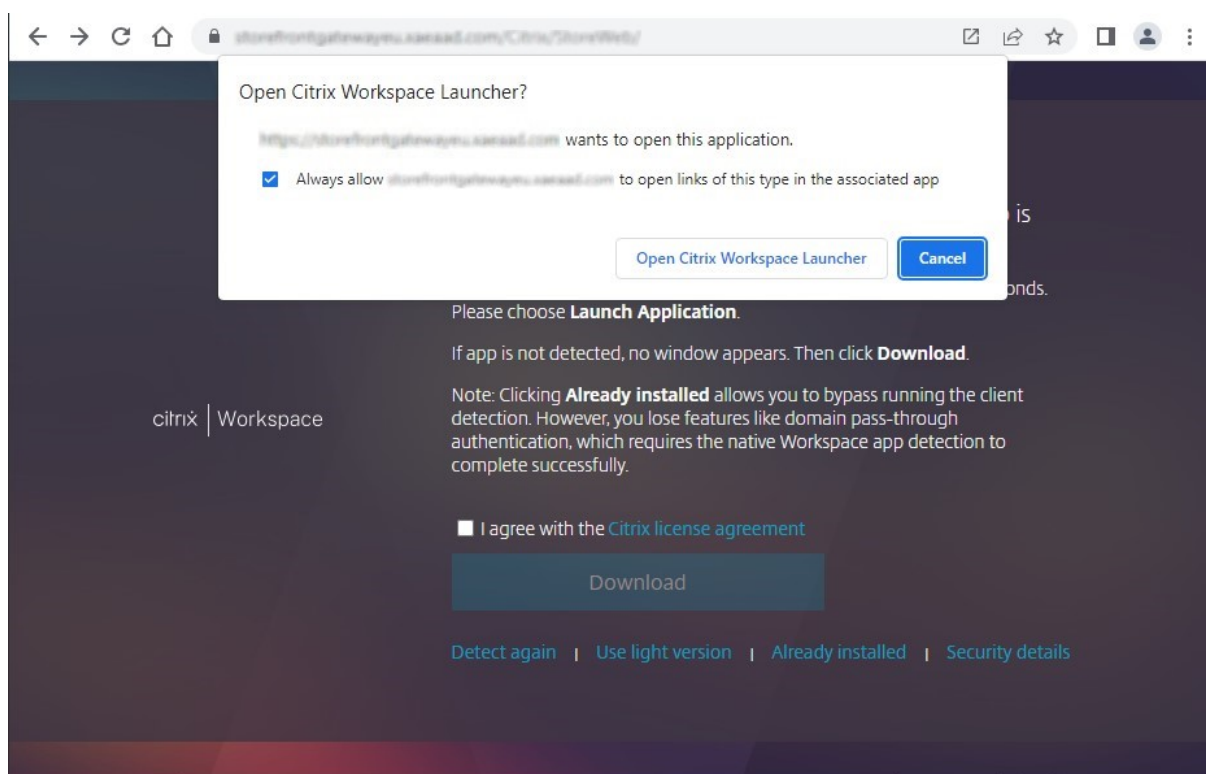 Open Citrix Workspace Launcher?
wants to open this application.
Always allow to open links of this type in the associated app
Open Citrix Workspace Launcher Cancel
is
onds.
Please choose Launch Application.
If app is not detected, no window appears. Then click Download.
Note: Clicking Already installed allows you to bypass running the client
detection. However, you lose features like domain pass-through
authentication, which requires the native Workspace app detection to
complete successfully.
citrix | Workspace
I agree with the Citrix license agreement
Download
Detect again | Use light version | Already installed | Security details